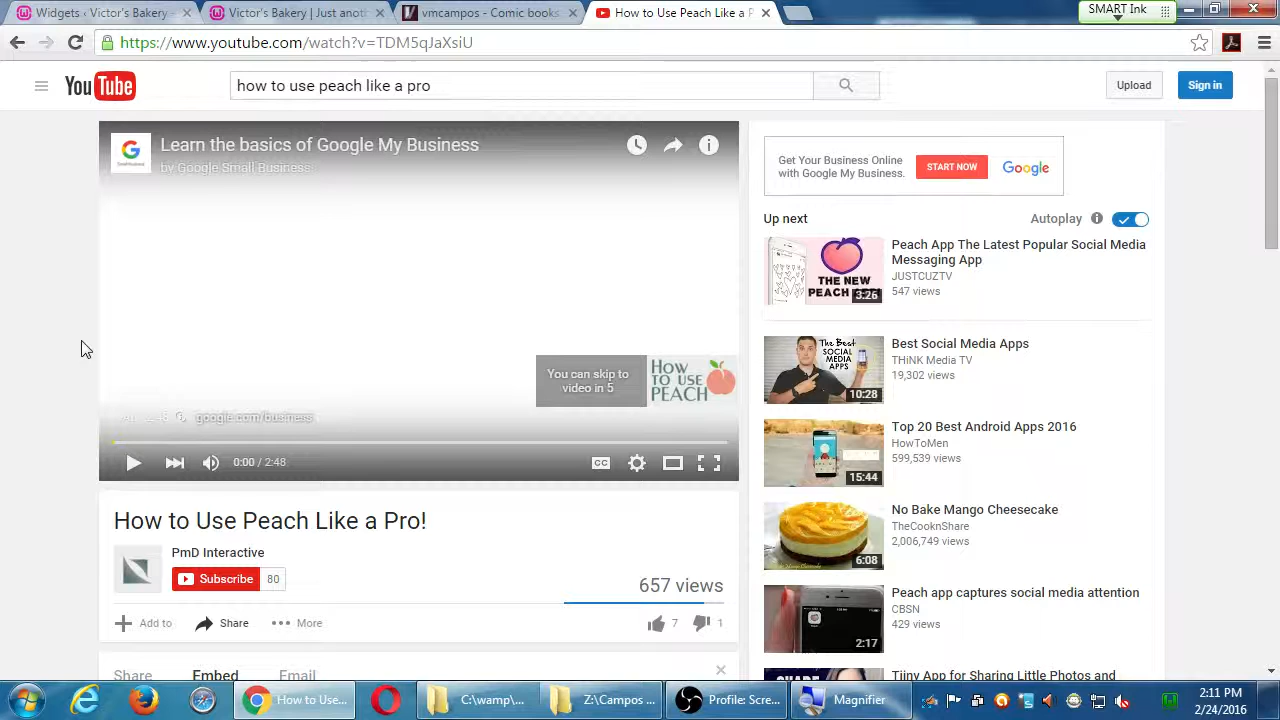 Widgets ‹ Victor's Bakery
Victor's Bakery | Just
Comic boo
How to Use Peach Like a P
SMART Ink
https://www.youtube.com/watch?v=TDM5qJaXsiU
YouTube
how to use peach like a pro
Upload
Sign in
Learn the basics of Google My Business
by Google Small Business
You can skip to
video in 5
HOW
TO USE
PEACH
google.com/business
0:00 / 2:48
CC
Get Your Business Online
with Google My Business.
START NOW
Google
Up next
Autoplay
Peach App The Latest Popular Social Media
Messaging App
JUSTCUZTV
547 views
THE NEW
PEACH
3:26
Best Social Media Apps
THiNK Media TV
19,302 views
The Best
SOCIAL
MEDIA
APPS
10:28
Top 20 Best Android Apps 2016
HowToMen
599,539 views
15:44
No Bake Mango Cheesecake
TheCooknShare
2,006,749 views
6:08
Peach app captures social media attention
CBSN
429 views
2:17
Tiiny App for Sharing Little Photos and
How to Use Peach Like a Pro!
PmD Interactive
Subscribe 80
657 views
Add to
Share
More
7
1
Share
Embed
Email
How to Use...
C:\wamp\...
Z:\Campos ...
Profile: Scre...
Magnifier
2:11 PM
2/24/2016